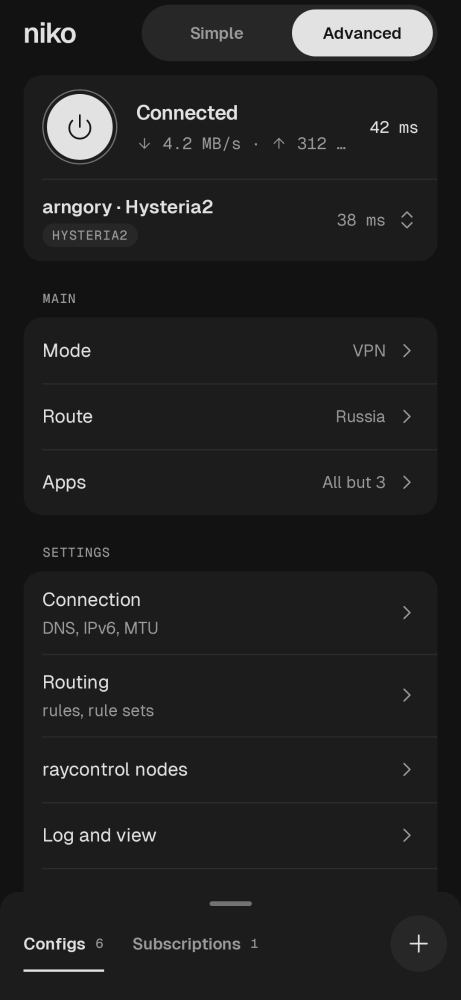 niko
Simple
Advanced
Connected
42 ms
↓ 4.2 MB/s · ↑ 312 …
arngory · Hysteria2
HYSTERIA2
38 ms
MAIN
Mode
VPN
Route
Russia
Apps
All but 3
SETTINGS
Connection
DNS, IPv6, MTU
Routing
rules, rule sets
raycontrol nodes
Log and view
Configs 6
Subscriptions 1